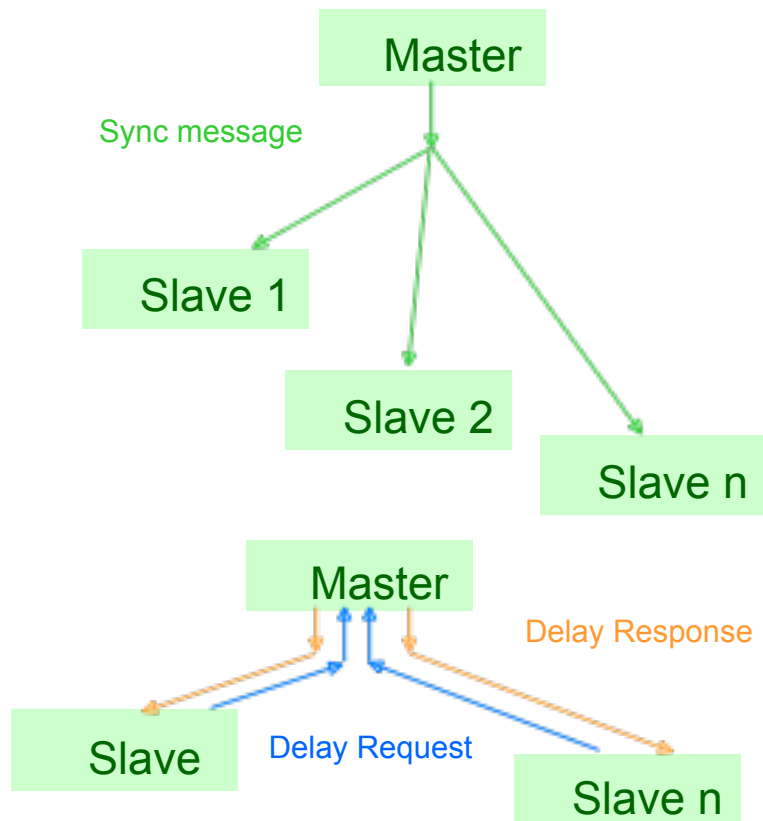 Master
Sync message
Slave 1
Slave 2
Slave n
Master
Delay Response
Slave
Delay Request
Slave n